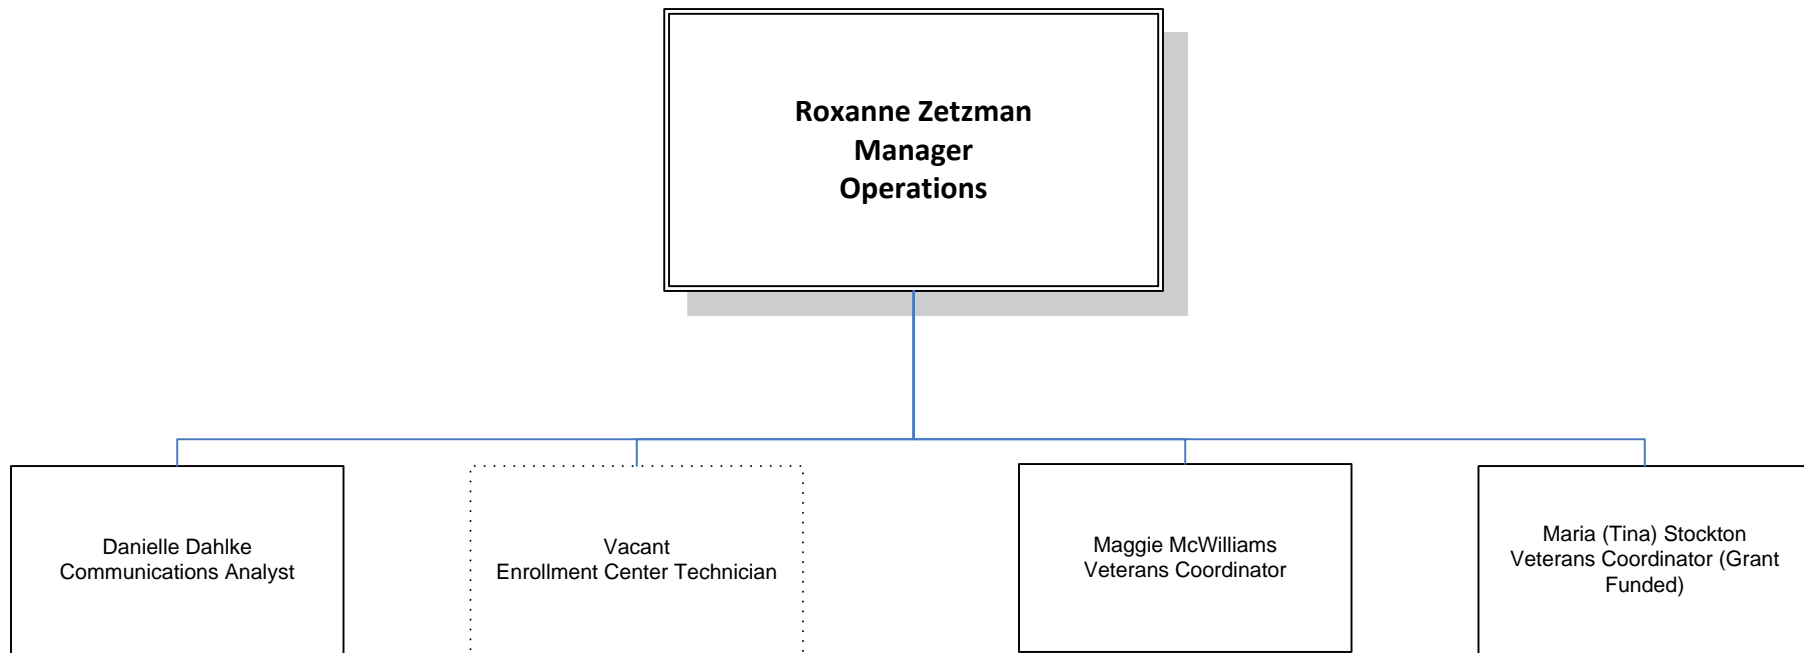 Roxanne Zetzman
Manager
Operations
Danielle Dahlke
Communications Analyst
Vacant
Enrollment Center Technician
Maggie McWilliams
Veterans Coordinator
Maria (Tina) Stockton
Veterans Coordinator (Grant
Funded)